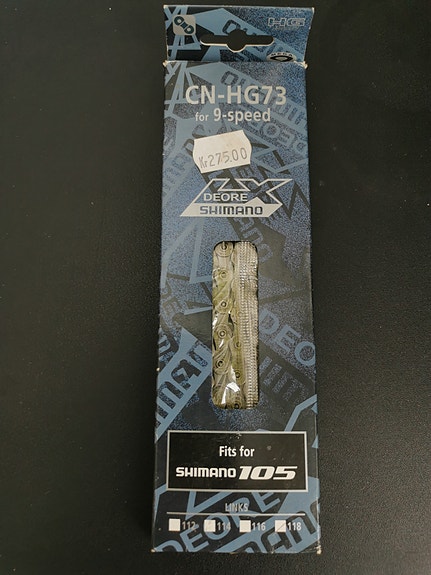 HG
CN-HG73
for 9-speed
Kr275.00
LX
DEORE
SHIMANO
Fits for
SHIMANO 105
LINKS
112 114 116 118